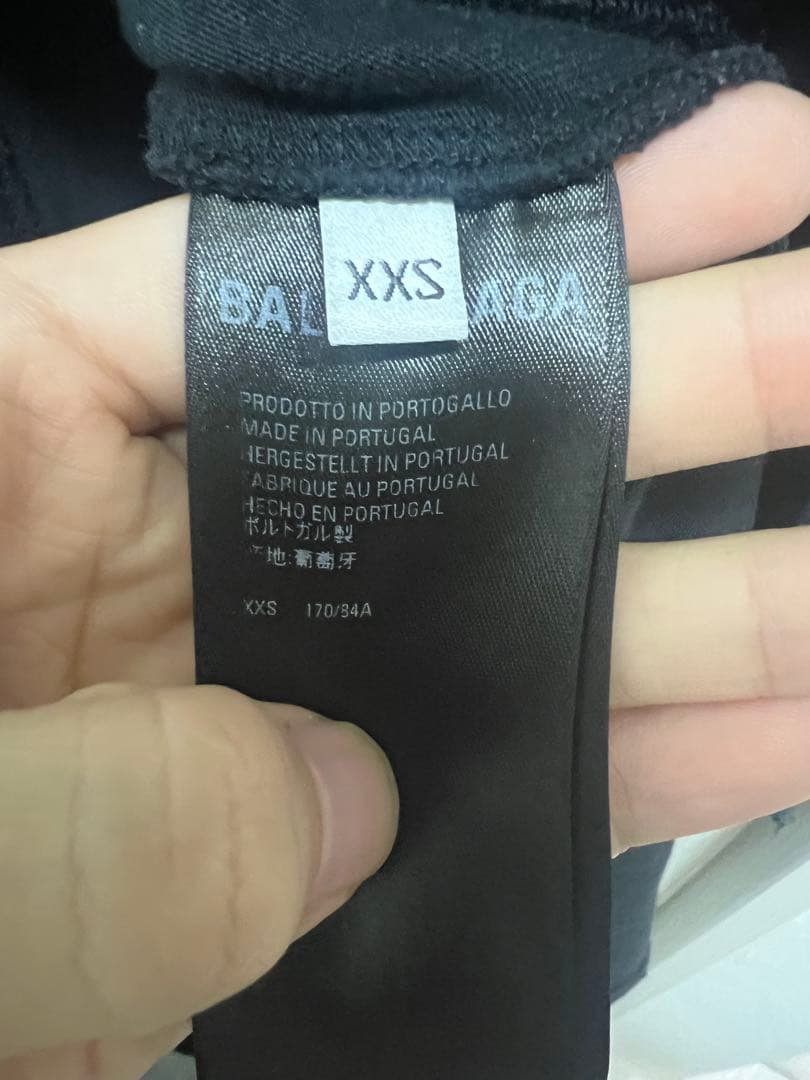 XXS
BAL AGA
PRODOTTO IN PORTOGALLO
MADE IN PORTUGAL
HERGESTELLT IN PORTUGAL
FABRIQUE AU PORTUGAL
HECHO EN PORTUGAL
ポルトガル製
地:葡萄牙
XXS 170/84A